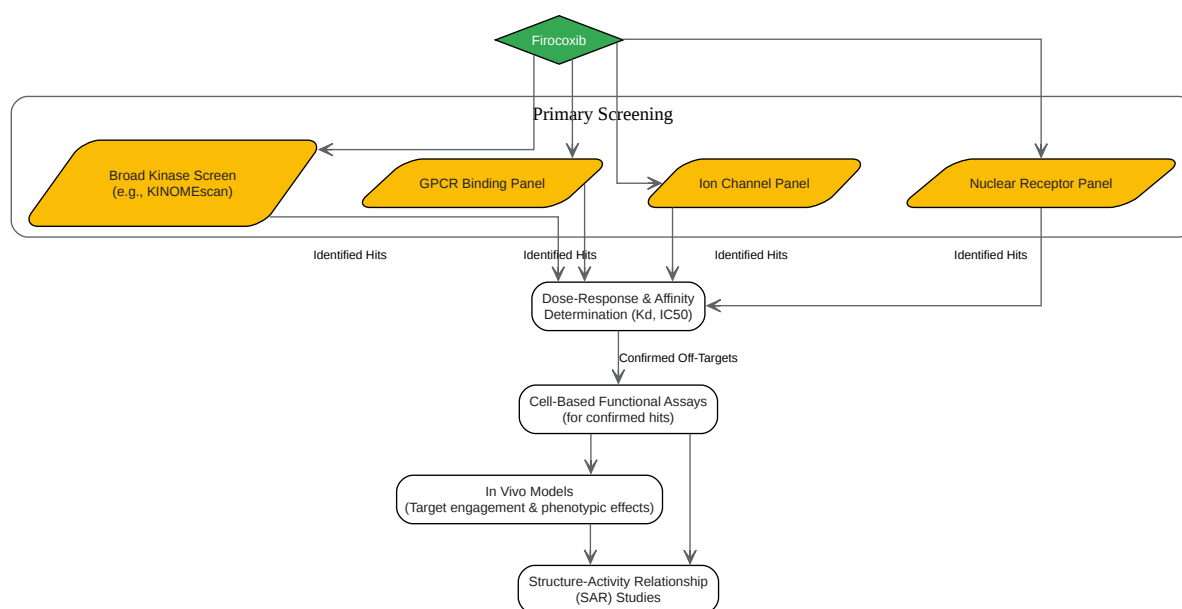 Firocoxib
Primary Screening
Broad Kinase Screen
(e.g., KINOMEscan)
GPCR Binding Panel
Ion Channel Panel
Nuclear Receptor Panel
Identified Hits
Identified Hits
Identified Hits
Identified Hits
Dose-Response & Affinity
Determination (Kd, IC50)
Confirmed Off-Targets
Cell-Based Functional Assays
(for confirmed hits)
In Vivo Models
(Target engagement & phenotypic effects)
Structure-Activity Relationship
(SAR) Studies